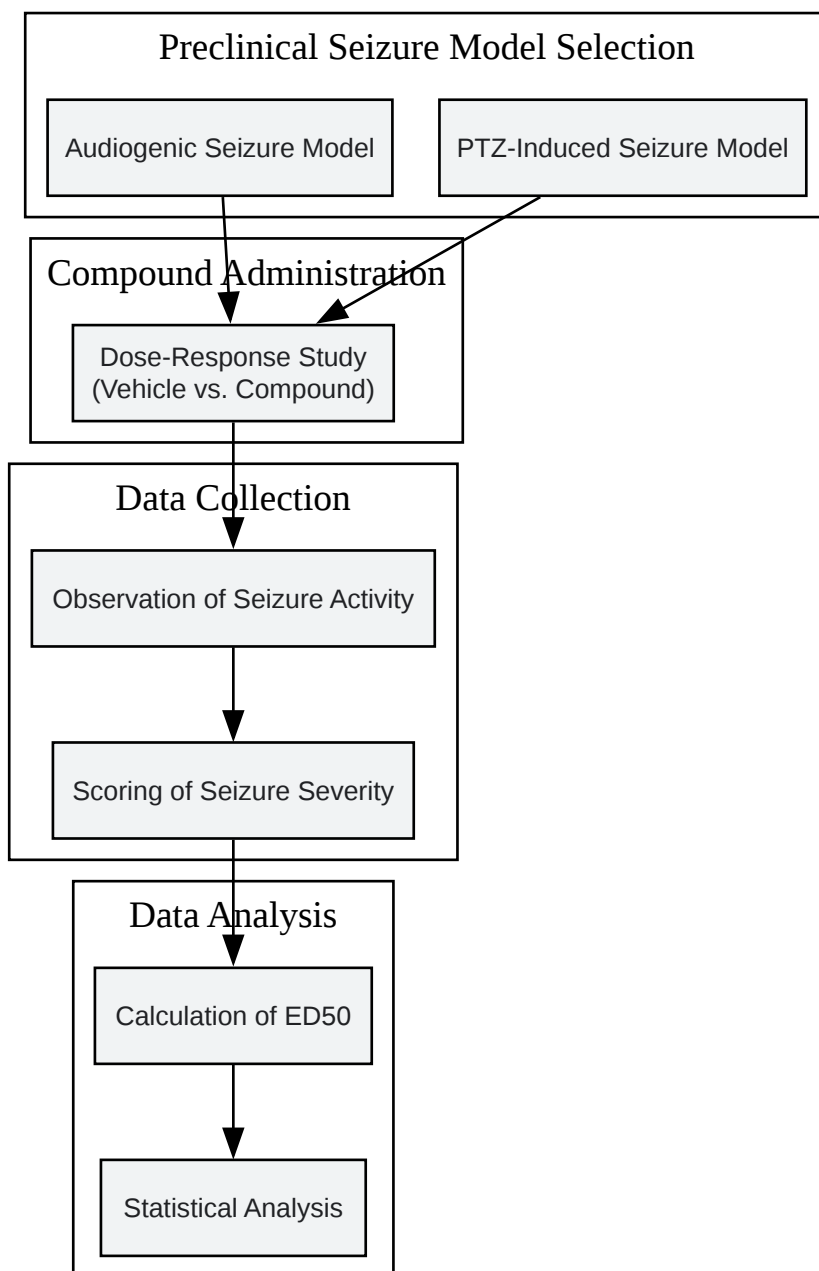 Preclinical Seizure Model Selection
Audiogenic Seizure Model
PTZ-Induced Seizure Model
Compound Administration
Dose-Response Study
(Vehicle vs. Compound)
Data Collection
Observation of Seizure Activity
Scoring of Seizure Severity
Data Analysis
Calculation of ED50
Statistical Analysis